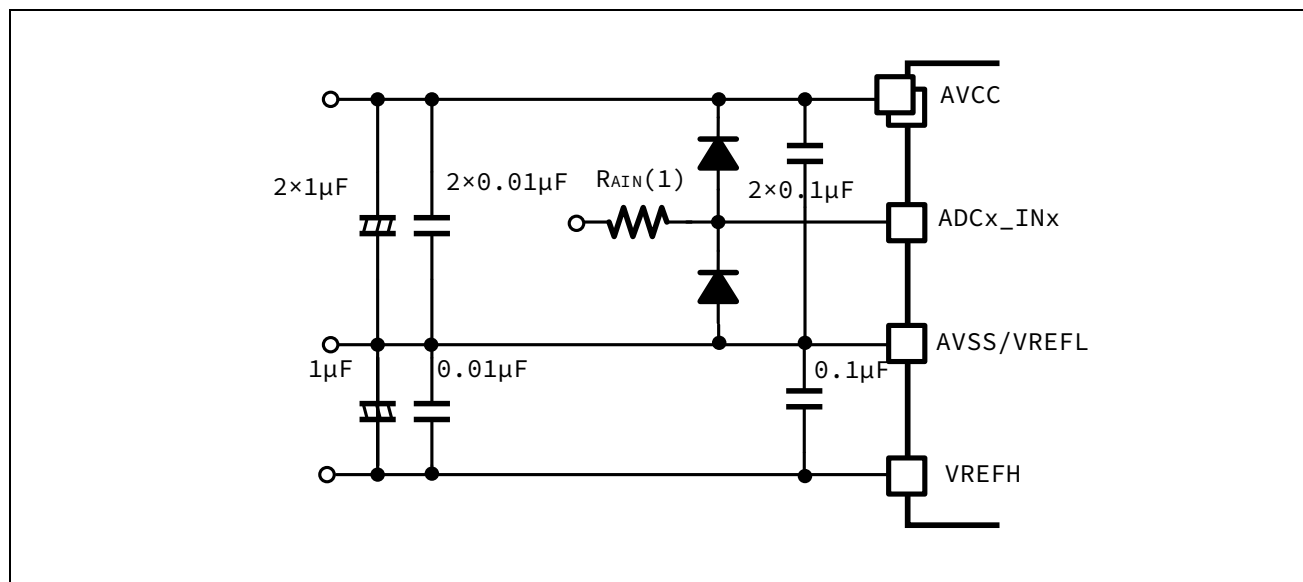 AVCC
2×1μF
2×0.01μF
RAIN(1)
2×0.1μF
ADCx_INx
AVSS/VREFL
1μF
0.01μF
0.1μF
VREFH